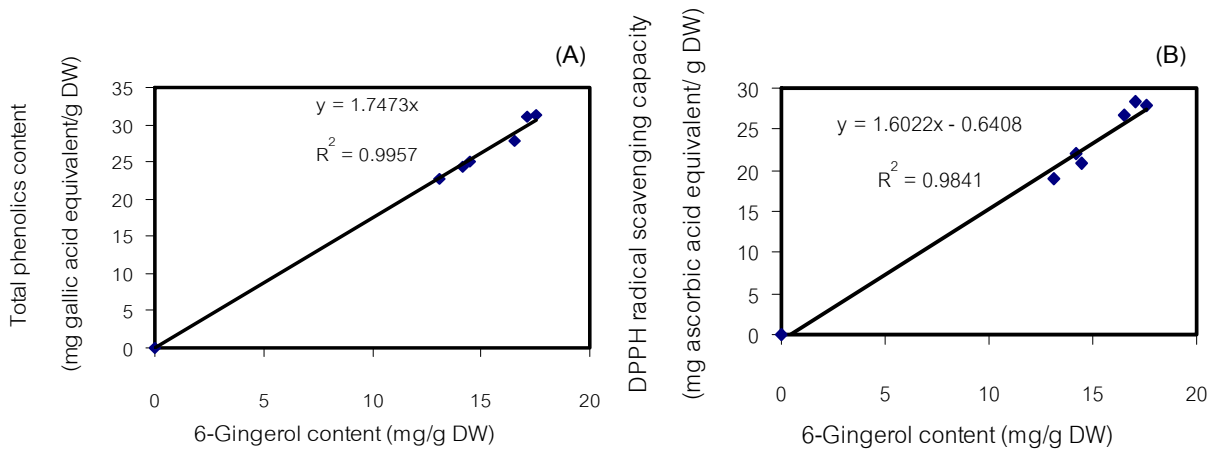 (A)
Total phenolics content
(mg gallic acid equivalent/g DW)
35
30
25
20
15
10
5
0
y = 1.7473x
R² = 0.9957
0 5 10 15 20
6-Gingerol content (mg/g DW)
(B)
DPPH radical scavenging capacity
(mg ascorbic acid equivalent/ g DW)
30
25
20
15
10
5
0
y = 1.6022x - 0.6408
R² = 0.9841
0 5 10 15 20
6-Gingerol content (mg/g DW)